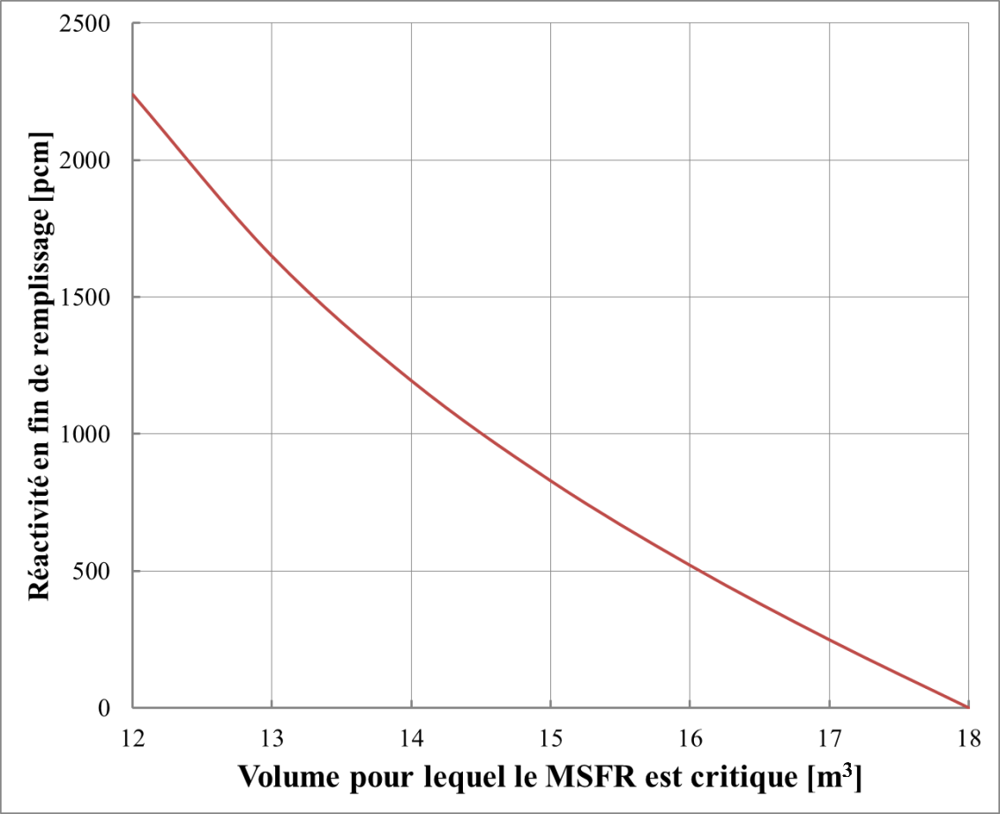 Réactivité en fin de remplissage [pcm]
2500
2000
1500
1000
500
0
12 13 14 15 16 17 18
Volume pour lequel le MSFR est critique [m³]